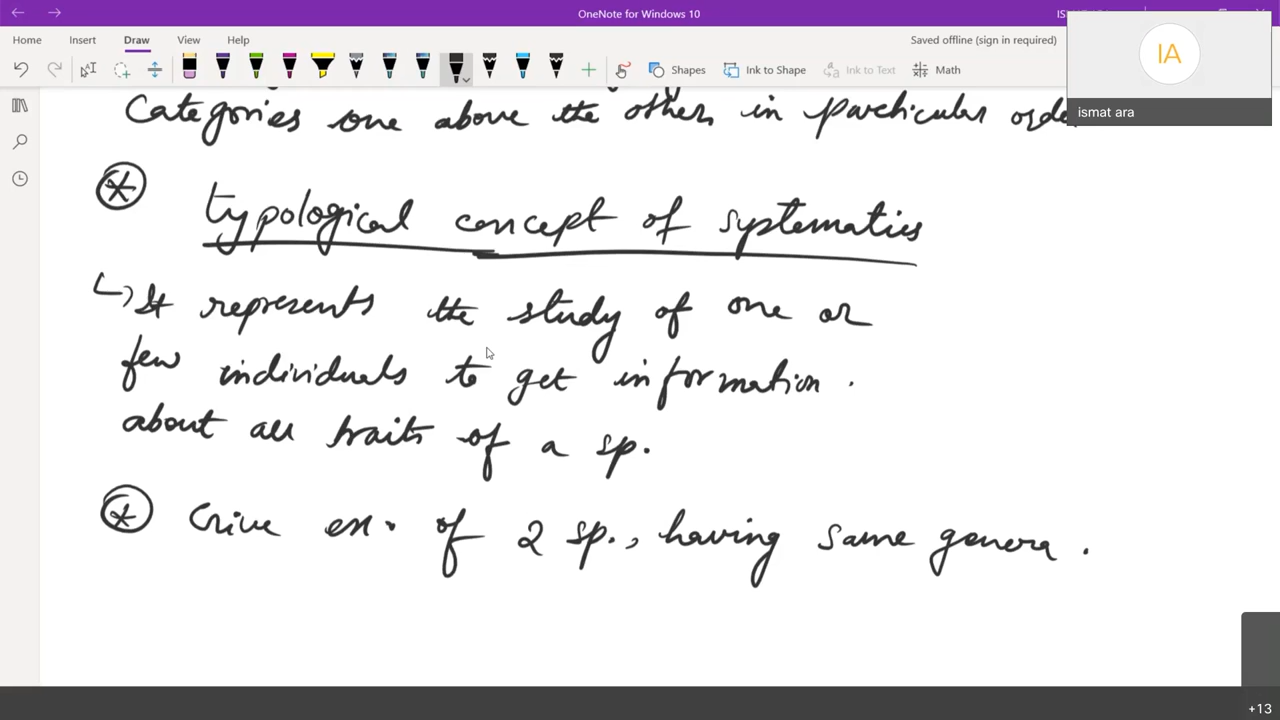 OneNote for Windows 10
Home Insert Draw View Help
Saved offline (sign in required)
IA
Shapes Ink to Shape Ink to Text Math
ismat ara
Categories one above the other, in particular order
* typological concept of systematics
↳ It represents the study of one or
few individuals to get information .
about all traits of a sp.
* Give ex. of 2 sp., having same genera .
+13